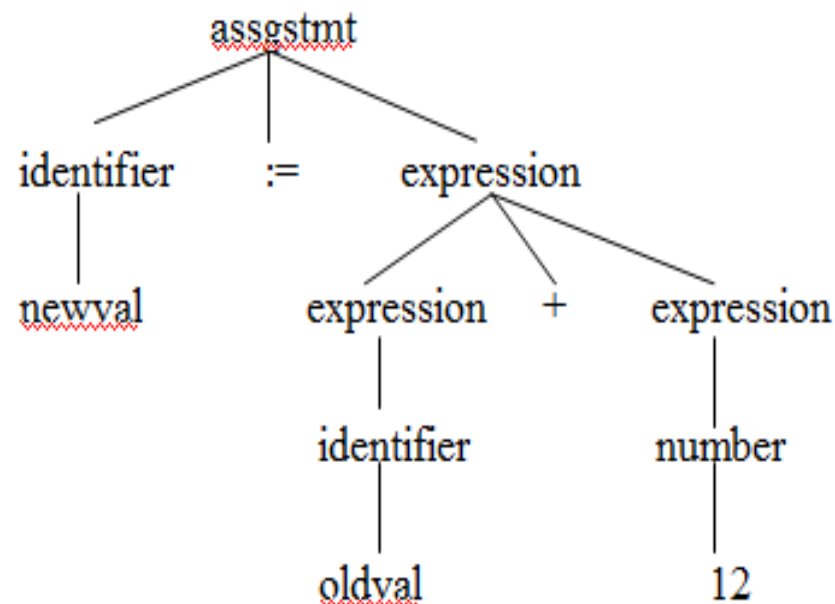 assgstmt
identifier := expression
newval expression + expression
identifier number
oldval 12